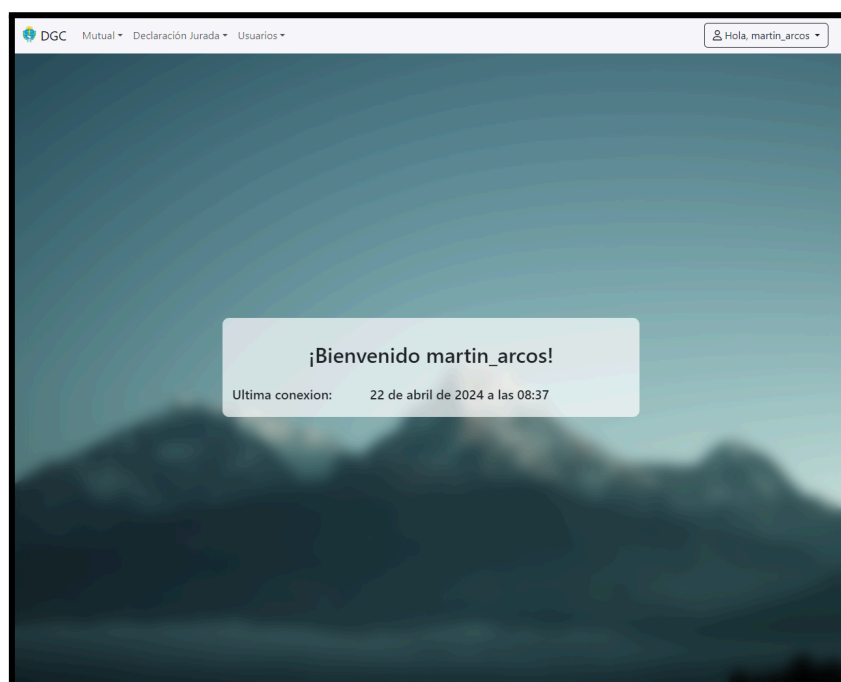 DGC Mutual Declaración Jurada Usuarios Hola, martin_arcos
¡Bienvenido martin_arcos!
Ultima conexion: 22 de abril de 2024 a las 08:37